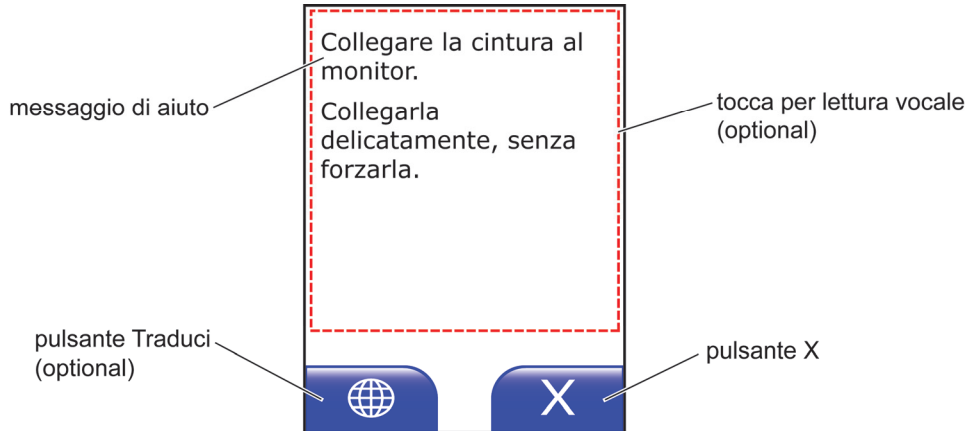 Collegare la cintura al
monitor.
Collegarla
delicatamente, senza
forzarla.
messaggio di aiuto
tocca per lettura vocale
(optional)
pulsante Traduci
(optional)
pulsante X
X